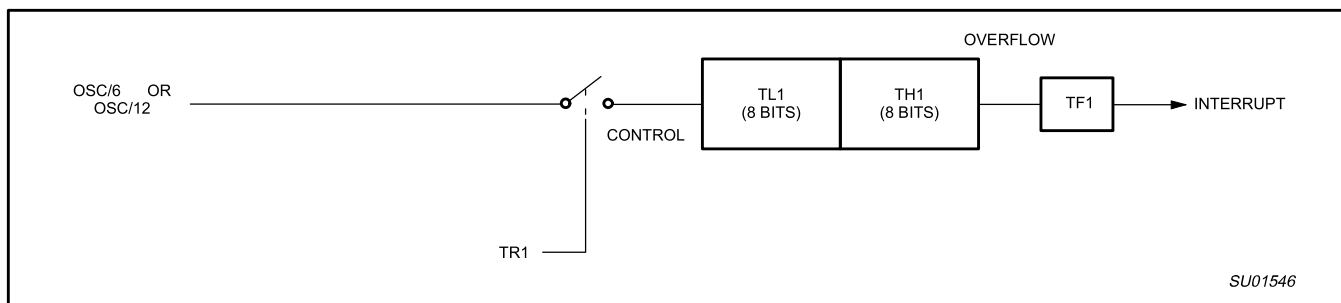 OVERFLOW
OSC/6 OR
OSC/12
TL1
(8 BITS)
TH1
(8 BITS)
TF1
INTERRUPT
CONTROL
TR1
SU01546